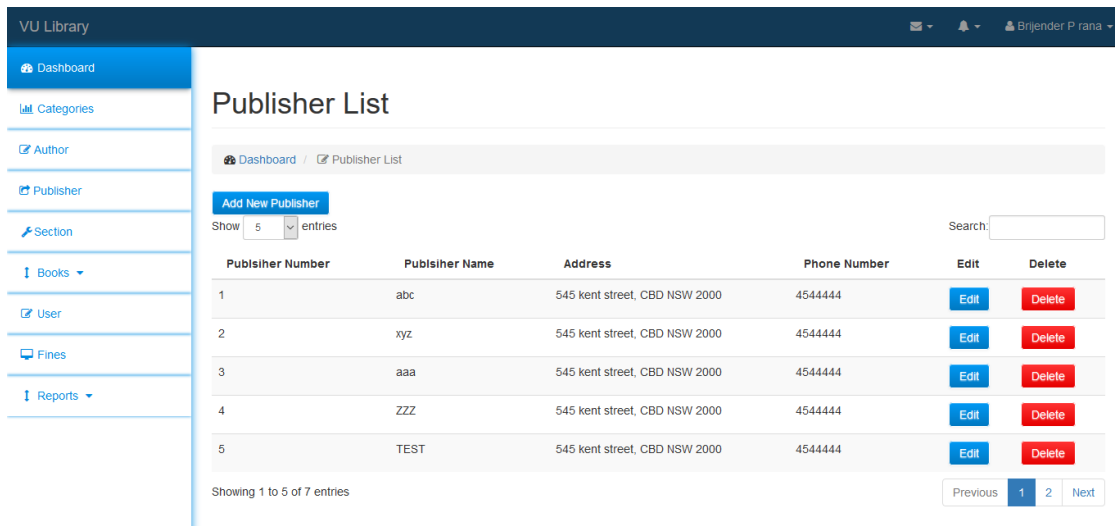 VU Library
Brijender P rana
Dashboard
Categories
Author
Publisher
Section
Books
User
Fines
Reports
Publisher List
Dashboard / Publisher List
Add New Publisher
Show 5 entries Search:
Publsiher Number Publsiher Name Address Phone Number Edit Delete
1 abc 545 kent street, CBD NSW 2000 4544444 Edit Delete
2 xyz 545 kent street, CBD NSW 2000 4544444 Edit Delete
3 aaa 545 kent street, CBD NSW 2000 4544444 Edit Delete
4 ZZZ 545 kent street, CBD NSW 2000 4544444 Edit Delete
5 TEST 545 kent street, CBD NSW 2000 4544444 Edit Delete
Showing 1 to 5 of 7 entries Previous 1 2 Next